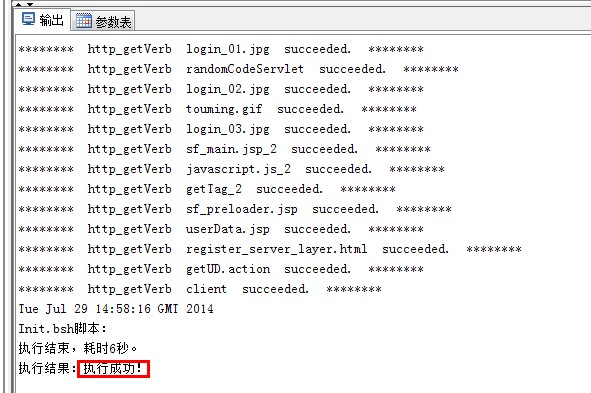 输出 参数表
******** http_getVerb login_01.jpg succeeded. ********
******** http_getVerb randomCodeServlet succeeded. ********
******** http_getVerb login_02.jpg succeeded. ********
******** http_getVerb touming.gif succeeded. ********
******** http_getVerb login_03.jpg succeeded. ********
******** http_getVerb sf_main.jsp_2 succeeded. ********
******** http_getVerb javascript.js_2 succeeded. ********
******** http_getVerb getTag_2 succeeded. ********
******** http_getVerb sf_preloader.jsp succeeded. ********
******** http_getVerb userData.jsp succeeded. ********
******** http_getVerb register_server_layer.html succeeded. ********
******** http_getVerb getUD.action succeeded. ********
******** http_getVerb client succeeded. ********
Tue Jul 29 14:58:16 GMT 2014
Init.bsh脚本:
执行结束，耗时6秒。
执行结果:执行成功!